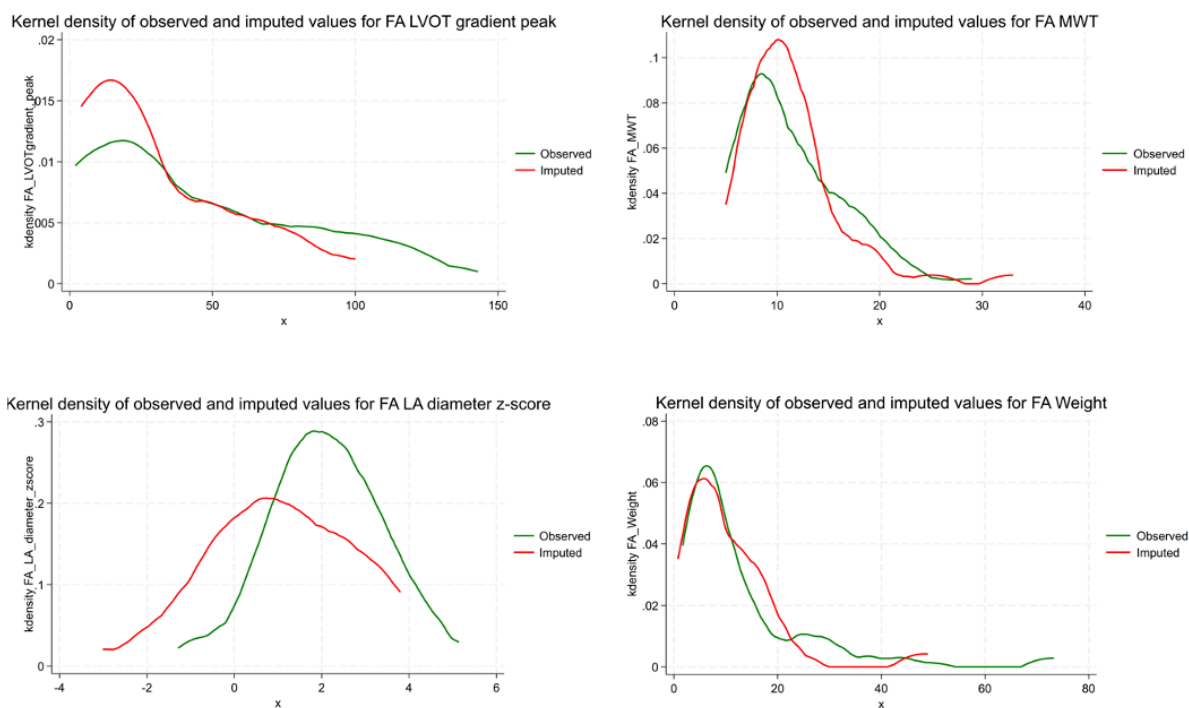 Kernel density of observed and imputed values for FA LVOT gradient peak
.02
.015
.01
.005
0
kdensity FA_LVOTgradient_peak
0 50 100 150
x
Observed
Imputed
Kernel density of observed and imputed values for FA MWT
.1
.08
.06
.04
.02
0
kdensity FA_MWT
0 10 20 30 40
x
Observed
Imputed
Kernel density of observed and imputed values for FA LA diameter z-score
.3
.2
.1
0
kdensity FA_LA_diameter_zscore
-4 -2 0 2 4 6
x
Observed
Imputed
Kernel density of observed and imputed values for FA Weight
.08
.06
.04
.02
0
kdensity FA_Weight
0 20 40 60 80
x
Observed
Imputed